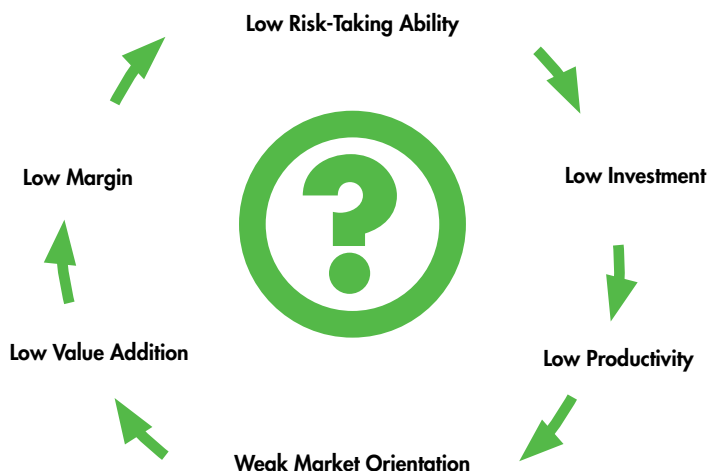 Low Risk-Taking Ability
Low Investment
Low Productivity
Weak Market Orientation
Low Value Addition
Low Margin
?